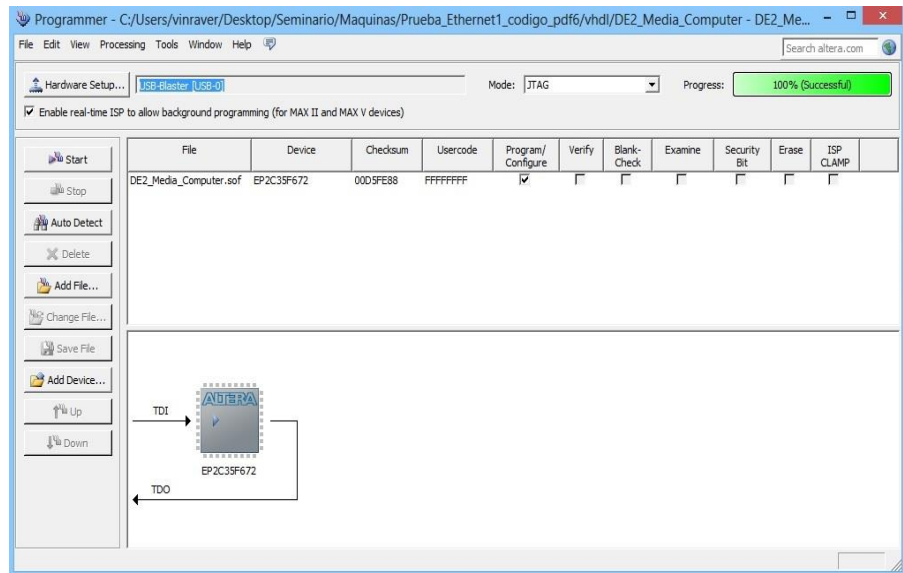 Programmer - C:/Users/vinraver/Desktop/Seminario/Maquinas/Prueba_Ethernet1_codigo_pdf6/vhdl/DE2_Media_Computer - DE2_Me...
File Edit View Processing Tools Window Help
Search altera.com
Hardware Setup... USB-Blaster [USB-0] Mode: JTAG Progress: 100% (Successful)
Enable real-time ISP to allow background programming (for MAX II and MAX V devices)
Start
Stop
Auto Detect
Delete
Add File...
Change File...
Save File
Add Device...
Up
Down
File Device Checksum Usercode Program/ Configure Verify Blank- Check Examine Security Bit Erase ISP CLAMP
DE2_Media_Computer.sof EP2C35F672 00D5FE88 FFFFFFFF
ALTERA
TDI
EP2C35F672
TDO